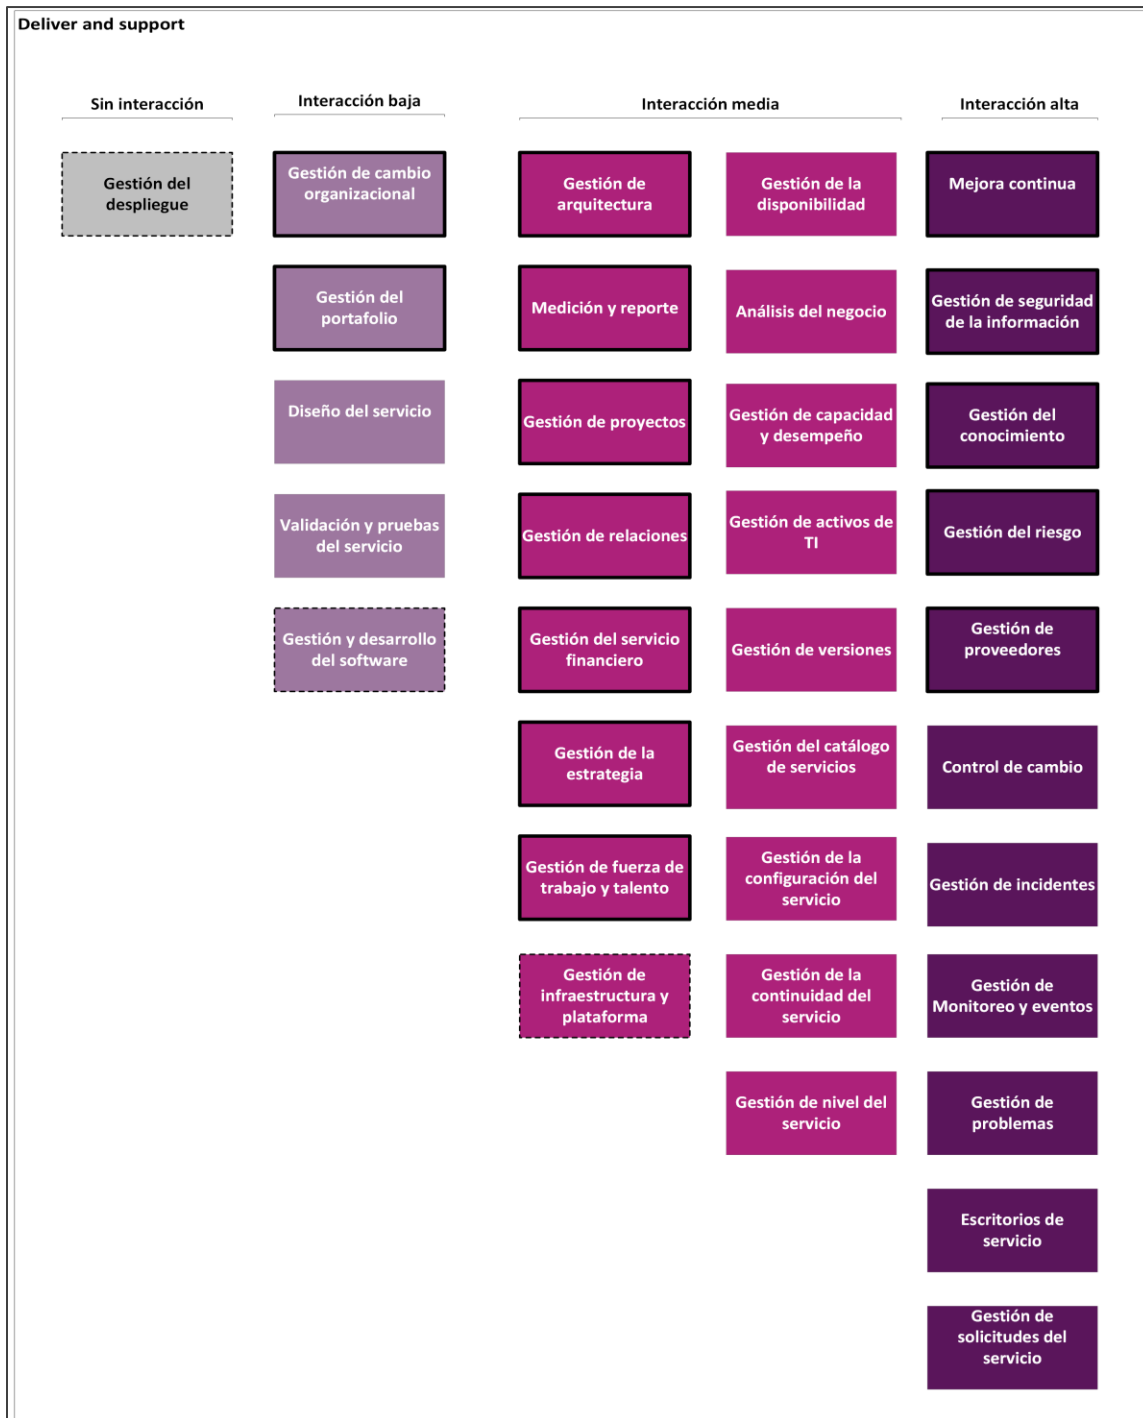 Deliver and support
Sin interacción
Interacción baja
Interacción media
Interacción alta
Gestión del
despliegue
Gestión de cambio
organizacional
Gestión de
arquitectura
Gestión de la
disponibilidad
Mejora continua
Gestión del
portafolio
Medición y reporte
Análisis del negocio
Gestión de seguridad
de la información
Diseño del servicio
Gestión de proyectos
Gestión de capacidad
y desempeño
Gestión del
conocimiento
Validación y pruebas
del servicio
Gestión de relaciones
Gestión de activos de
TI
Gestión del riesgo
Gestión y desarrollo
del software
Gestión del servicio
financiero
Gestión de versiones
Gestión de
proveedores
Gestión de la
estrategia
Gestión del catálogo
de servicios
Control de cambio
Gestión de fuerza de
trabajo y talento
Gestión de la
configuración del
servicio
Gestión de incidentes
Gestión de
infraestructura y
plataforma
Gestión de la
continuidad del
servicio
Gestión de
Monitoreo y eventos
Gestión de nivel del
servicio
Gestión de
problemas
Escritorios de
servicio
Gestión de
solicitudes del
servicio